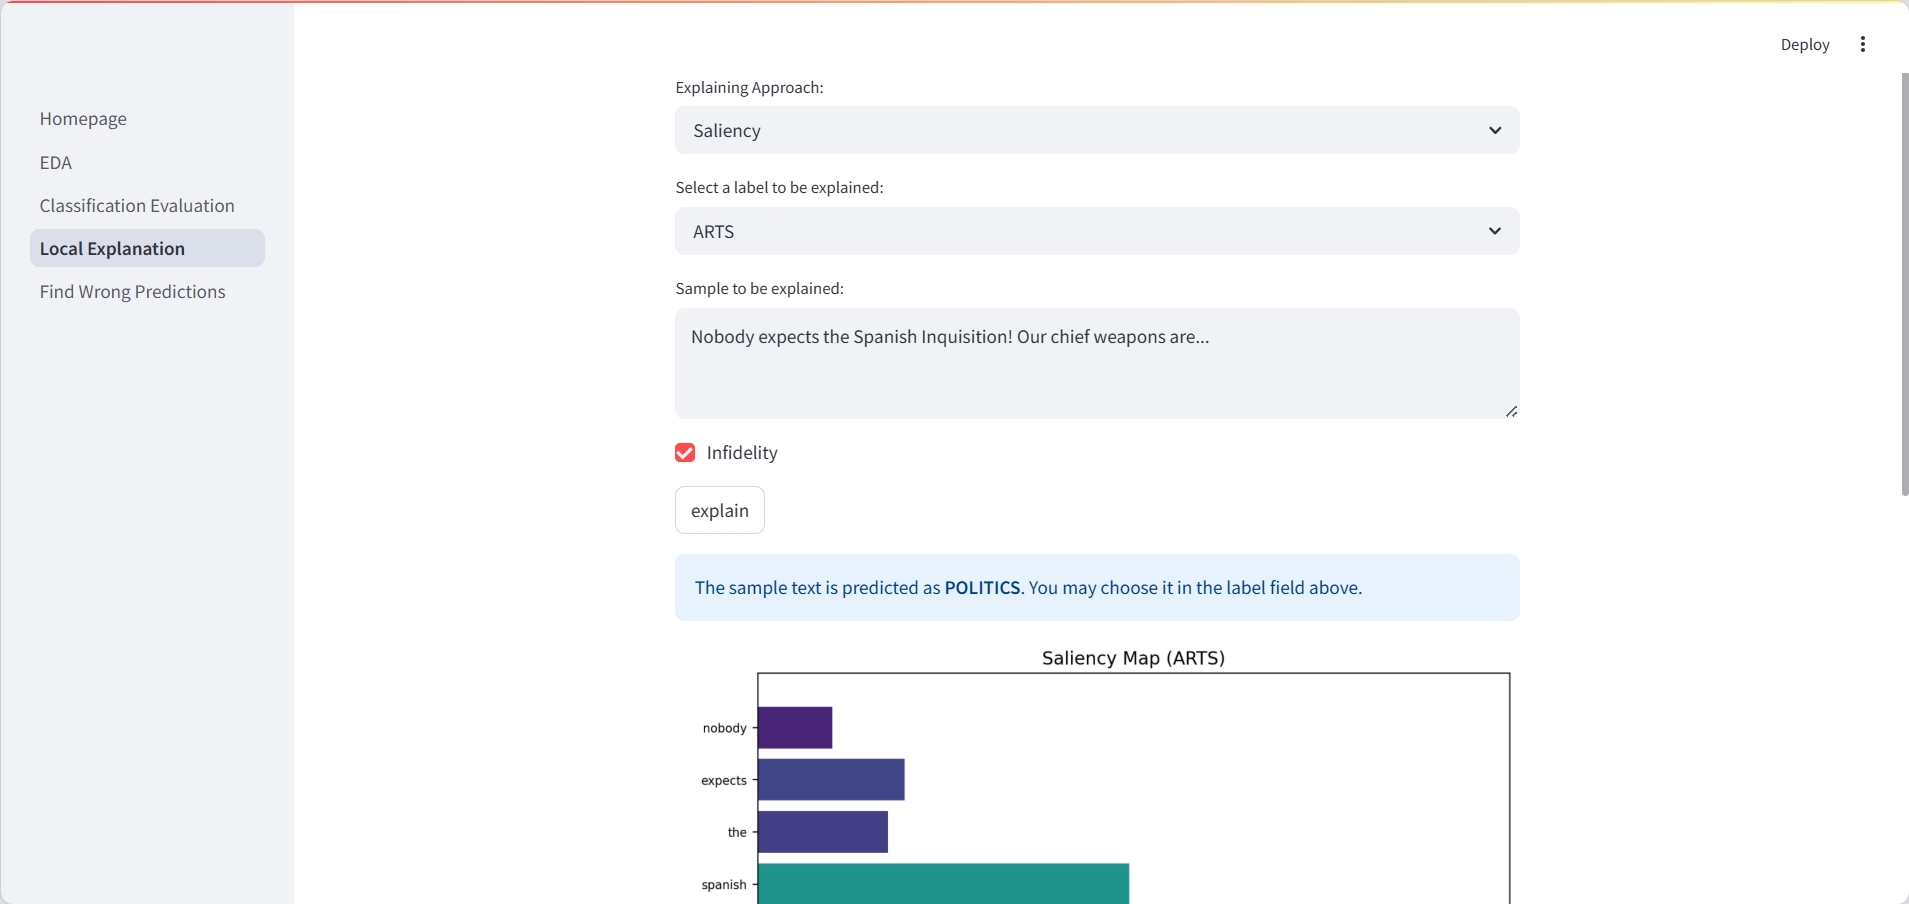 Deploy
Homepage
EDA
Classification Evaluation
Local Explanation
Find Wrong Predictions
Explaining Approach:
Saliency
Select a label to be explained:
ARTS
Sample to be explained:
Nobody expects the Spanish Inquisition! Our chief weapons are...
Infidelity
explain
The sample text is predicted as POLITICS. You may choose it in the label field above.
Saliency Map (ARTS)
nobody
expects
the
spanish